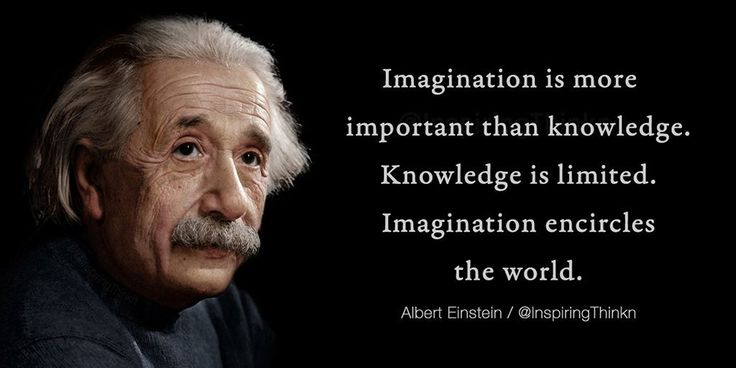 Imagination is more
important than knowledge.
Knowledge is limited.
Imagination encircles
the world.
Albert Einstein / @InspiringThinkn